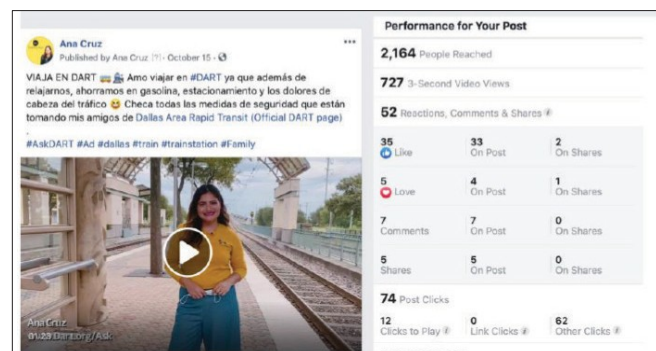 Ana Cruz
Published by Ana Cruz [?] · October 15 ·
VIAJA EN DART 🚌🚉 Amo viajar en #DART ya que además de
relajarnos, ahorramos en gasolina, estacionamiento y los dolores de
cabeza del tráfico 😃 Checa todas las medidas de seguridad que están
tomando mis amigos de Dallas Area Rapid Transit (Official DART page)
.
#AskDART #Ad #dallas #train #trainstation #Family
Ana Cruz
01:23 Dart.org/Ask
Performance for Your Post
2,164 People Reached
727 3-Second Video Views
52 Reactions, Comments & Shares
35 33 2
Like On Post On Shares
5 4 1
Love On Post On Shares
7 7 0
Comments On Post On Shares
5 5 0
Shares On Post On Shares
74 Post Clicks
12 0 62
Clicks to Play Link Clicks Other Clicks